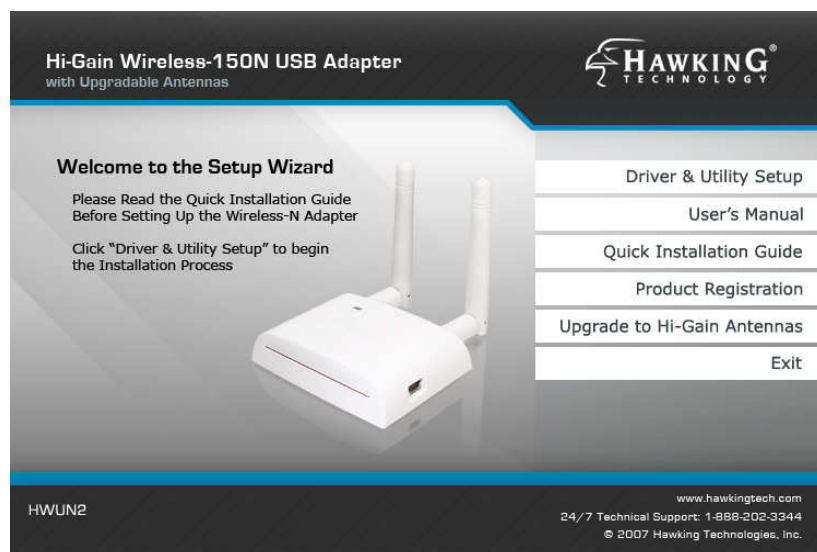 Hi-Gain Wireless-150N USB Adapter
with Upgradable Antennas
HAWKING®
TECHNOLOGY
Welcome to the Setup Wizard
Please Read the Quick Installation Guide
Before Setting Up the Wireless-N Adapter
Click “Driver & Utility Setup” to begin
the Installation Process
Driver & Utility Setup
User’s Manual
Quick Installation Guide
Product Registration
Upgrade to Hi-Gain Antennas
Exit
HWUN2
www.hawkingtech.com
24/7 Technical Support: 1-888-202-3344
© 2007 Hawking Technologies, Inc.